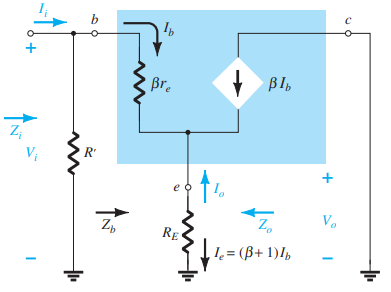 I_i
b
I_b
c
+
βr_e
βI_b
Z_i
V_i
R'
e
I_o
+
Z_b
R_E
Z_o
V_o
I_e = (β + 1)I_b
–
–